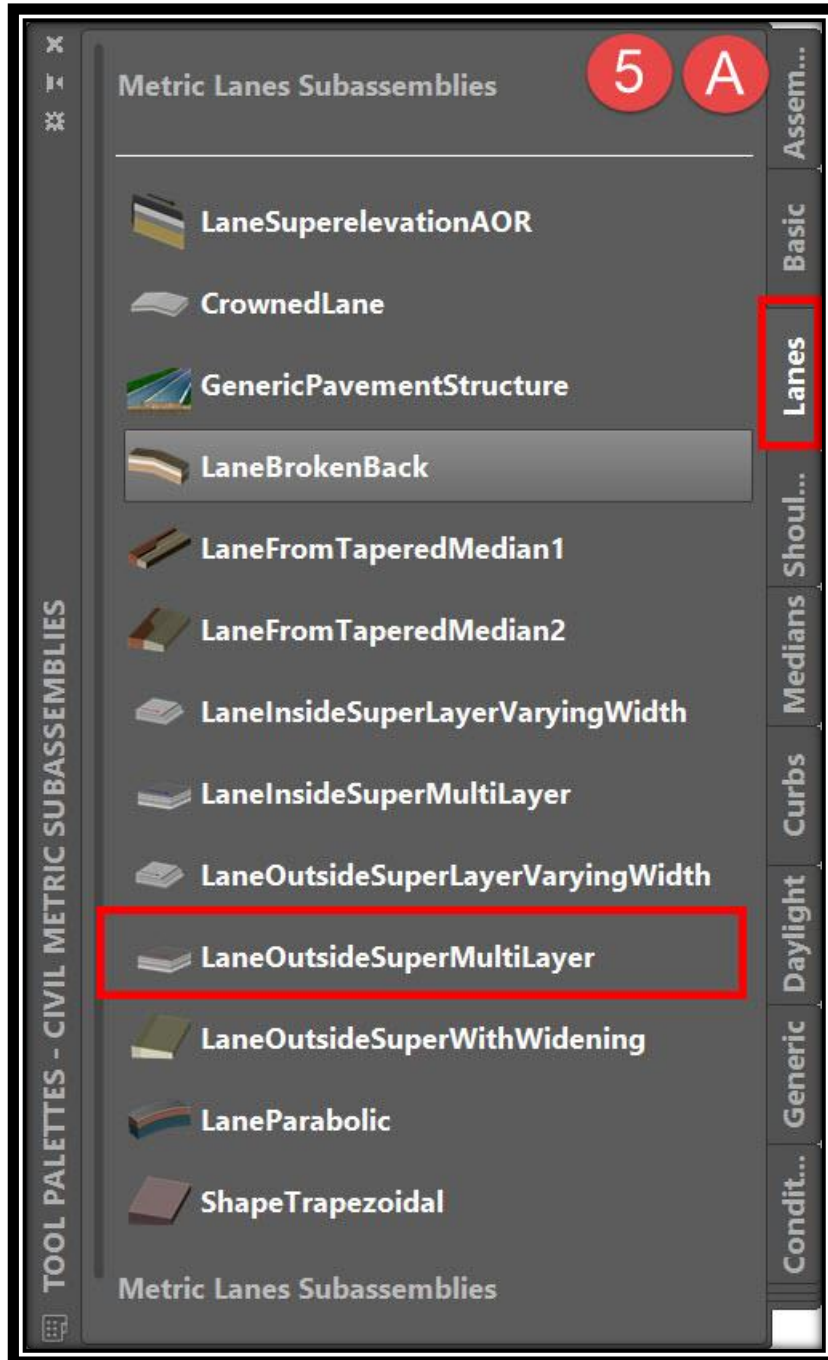 Metric Lanes Subassemblies
5 A
LaneSuperelevationAOR
CrownedLane
GenericPavementStructure
LaneBrokenBack
LaneFromTaperedMedian1
LaneFromTaperedMedian2
LaneInsideSuperLayerVaryingWidth
LaneInsideSuperMultiLayer
LaneOutsideSuperLayerVaryingWidth
LaneOutsideSuperMultiLayer
LaneOutsideSuperWithWidening
LaneParabolic
ShapeTrapezoidal
Metric Lanes Subassemblies
Assem...
Basic
Lanes
Shoul...
Medians
Curbs
Daylight
Generic
Condit...
TOOL PALETTES - CIVIL METRIC SUBASSEMBLIES